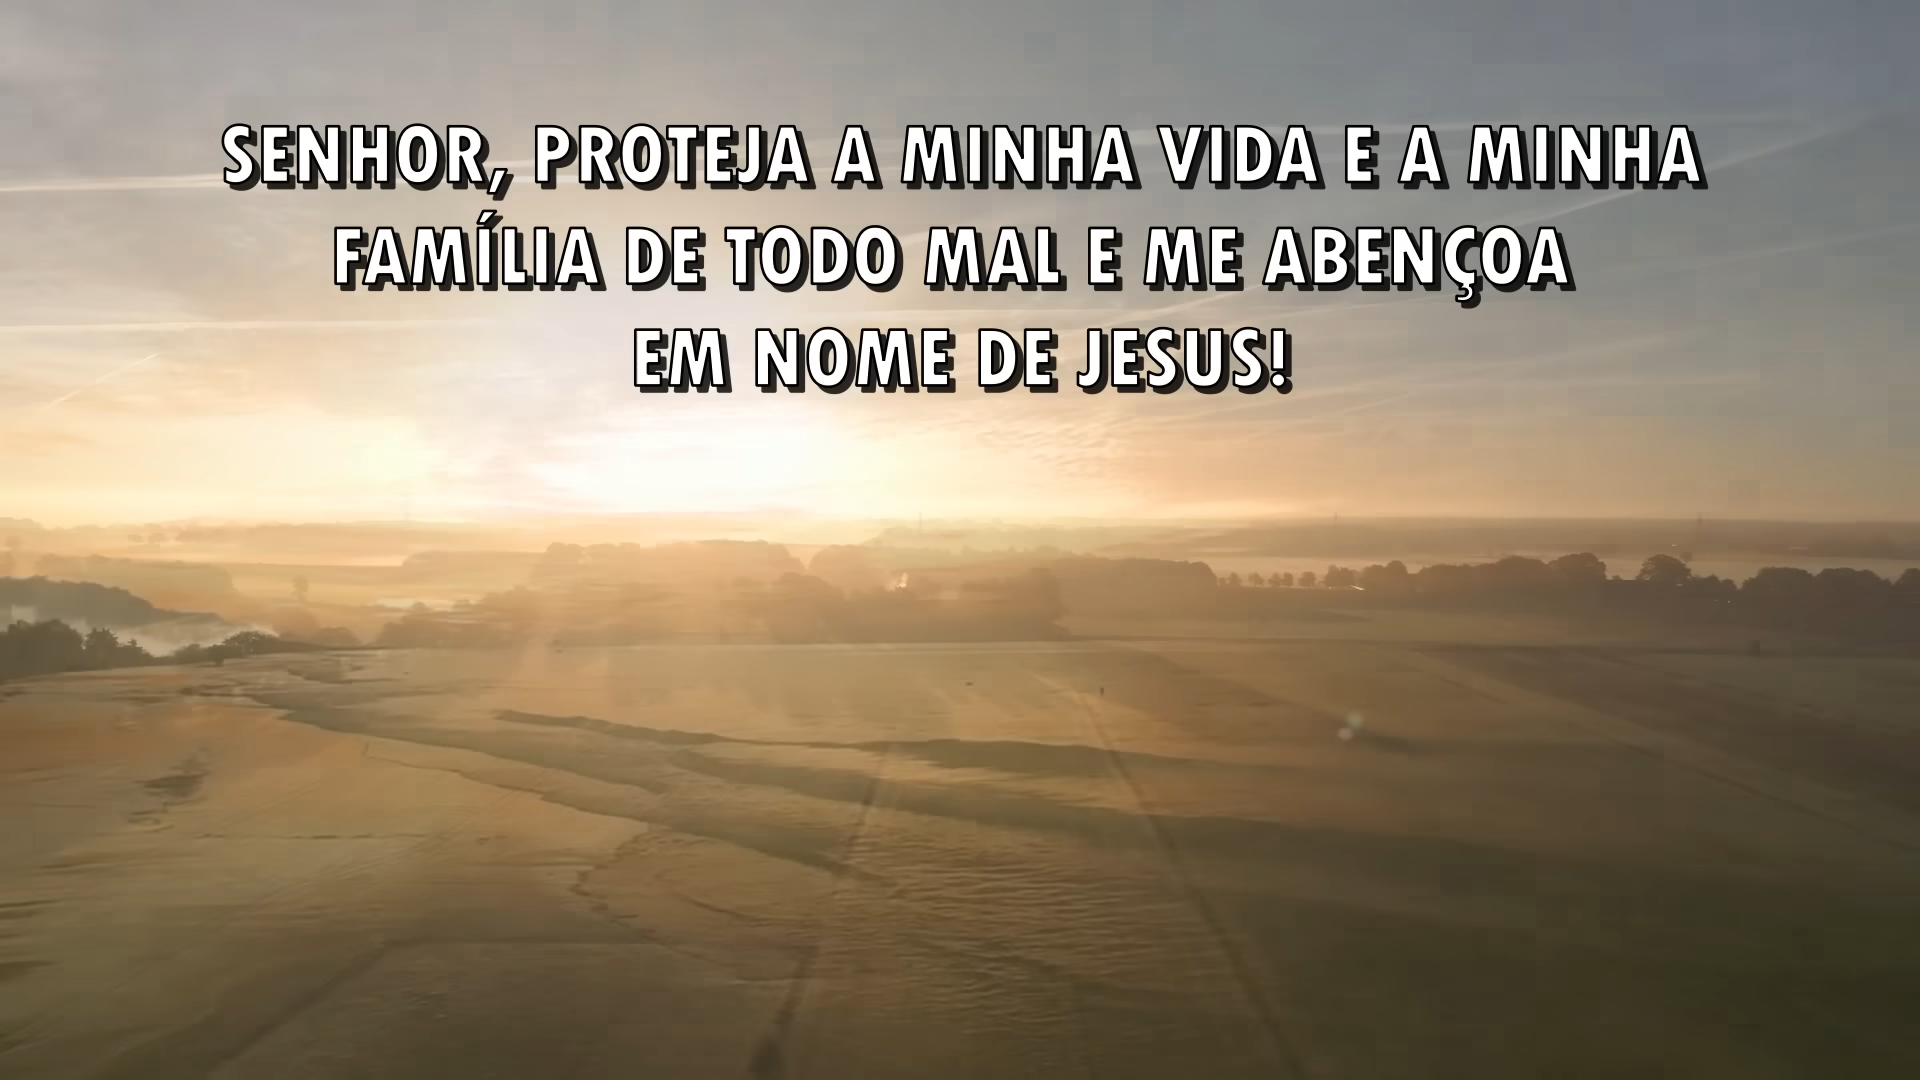 SENHOR, PROTEJA A MINHA VIDA E A MINHA
FAMÍLIA DE TODO MAL E ME ABENÇOA
EM NOME DE JESUS!